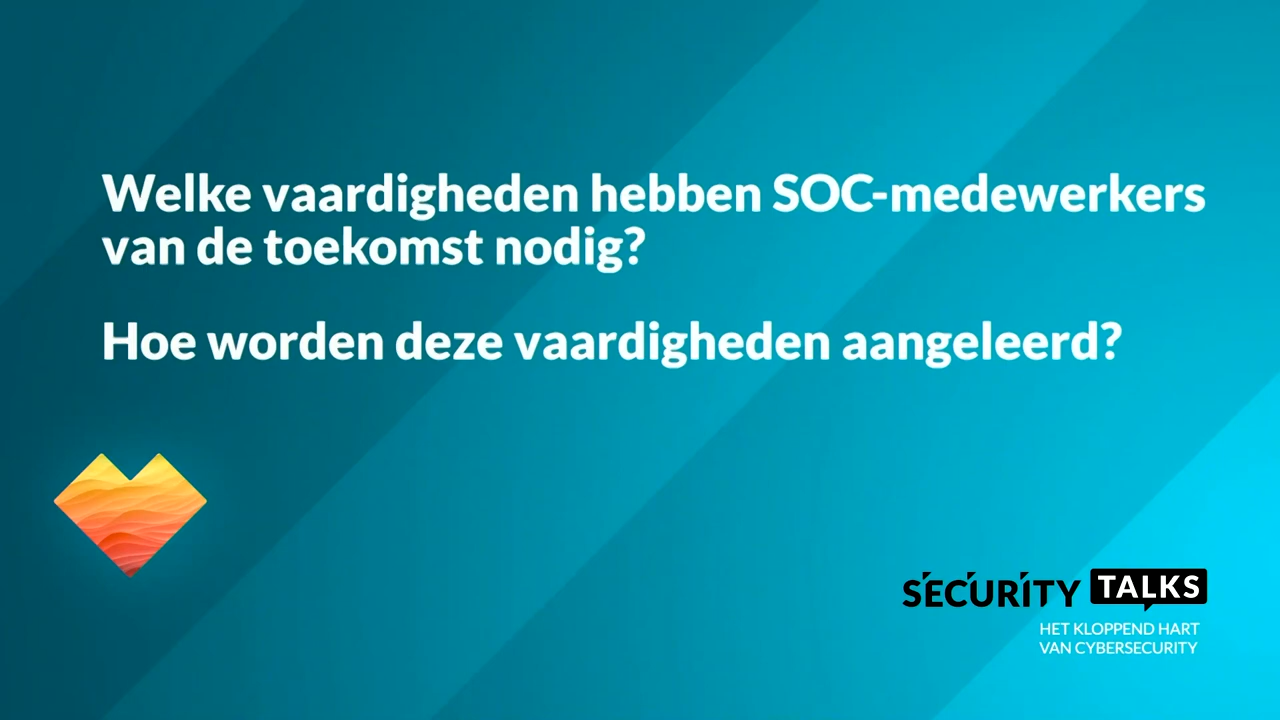 Welke vaardigheden hebben SOC-medewerkers
van de toekomst nodig?
Hoe worden deze vaardigheden aangeleerd?
SECURITY TALKS
HET KLOPPEND HART
VAN CYBERSECURITY